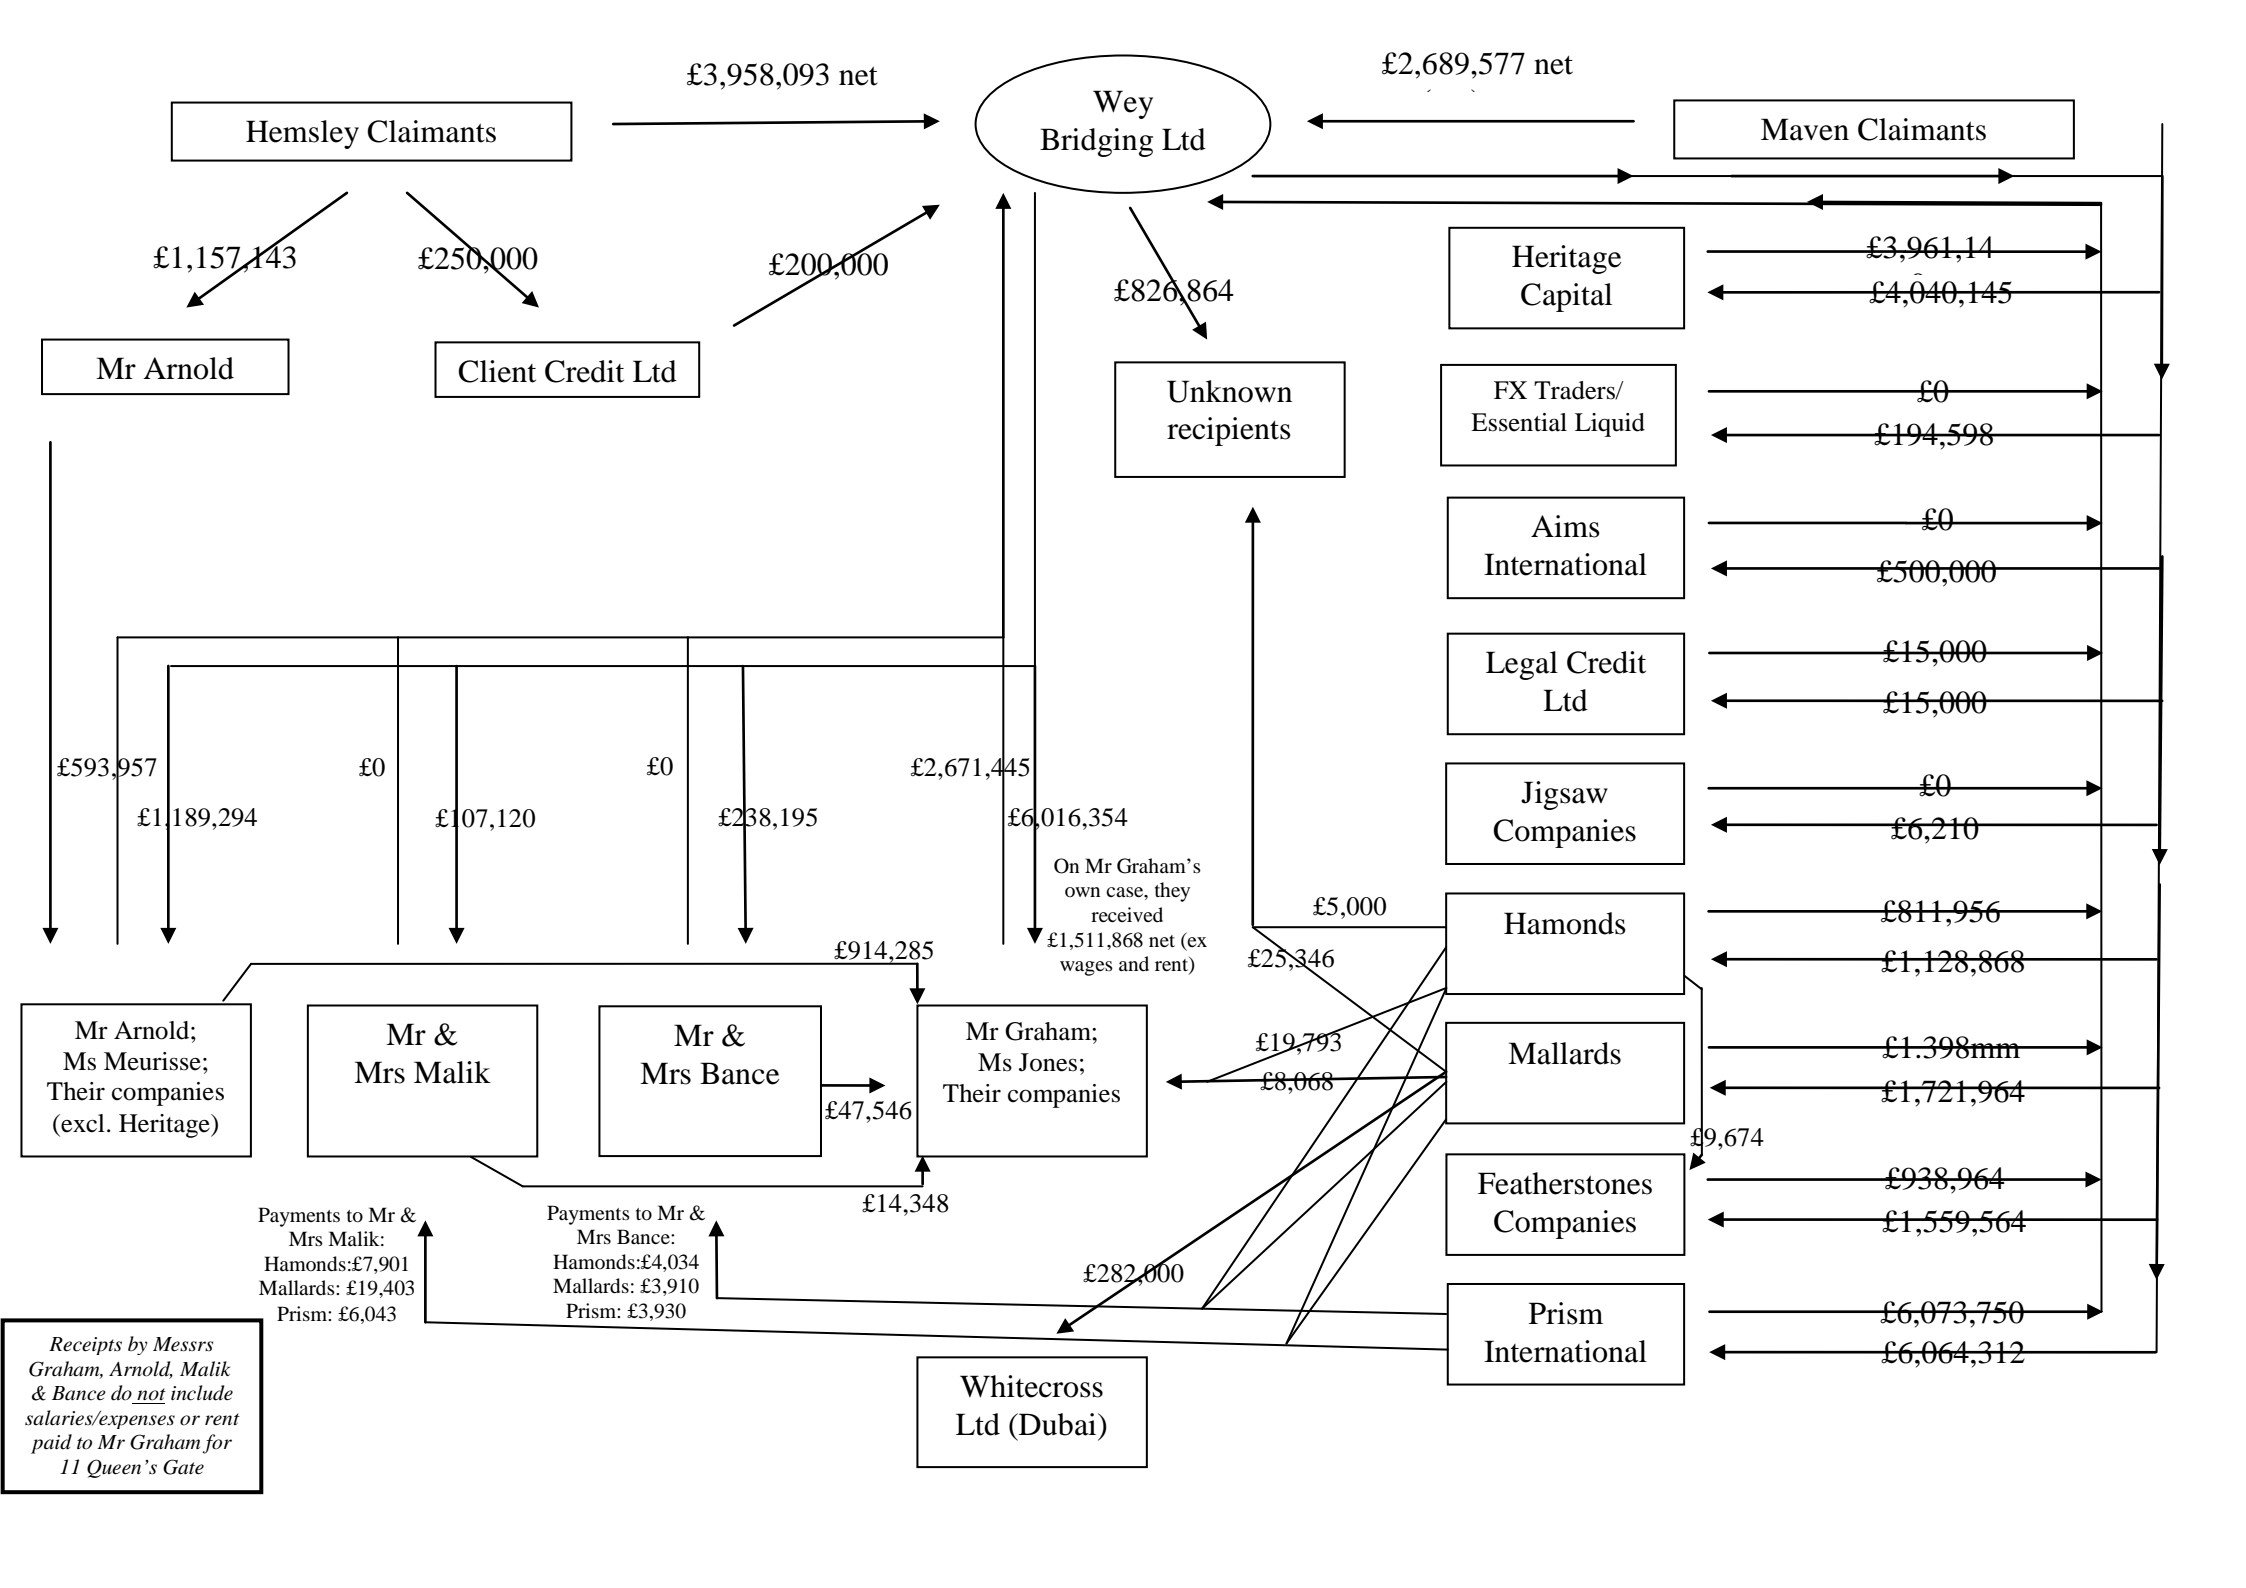 £3,958,093 net
£2,689,577 net
Wey
Bridging Ltd
Hemsley Claimants
Maven Claimants
£1,157,143
£250,000
£200,000
£826,864
Mr Arnold
Client Credit Ltd
Unknown
recipients
Heritage
Capital
£3,961,14
£4,040,145
FX Traders/
Essential Liquid
£0
£194,598
Aims
International
£0
£500,000
Legal Credit
Ltd
£15,000
£15,000
Jigsaw
Companies
£0
£6,210
£593,957
£0
£0
£2,671,445
£1,189,294
£107,120
£238,195
£6,016,354
On Mr Graham’s
own case, they
received
£1,511,868 net (ex
wages and rent)
£914,285
£5,000
£25,346
Hamonds
£811,956
£1,128,868
Mr Arnold;
Ms Meurisse;
Their companies
(excl. Heritage)
Mr &
Mrs Malik
Mr &
Mrs Bance
£47,546
Mr Graham;
Ms Jones;
Their companies
£19,793
£8,068
Mallards
£1.398mm
£1,721,964
£9,674
£14,348
Featherstones
Companies
£938,964
£1,559,564
Payments to Mr &
Mrs Malik:
Hamonds:£7,901
Mallards: £19,403
Prism: £6,043
Payments to Mr &
Mrs Bance:
Hamonds:£4,034
Mallards: £3,910
Prism: £3,930
£282,000
Prism
International
£6,073,750
£6,064,312
Receipts by Messrs
Graham, Arnold, Malik
& Bance do not include
salaries/expenses or rent
paid to Mr Graham for
11 Queen’s Gate
Whitecross
Ltd (Dubai)